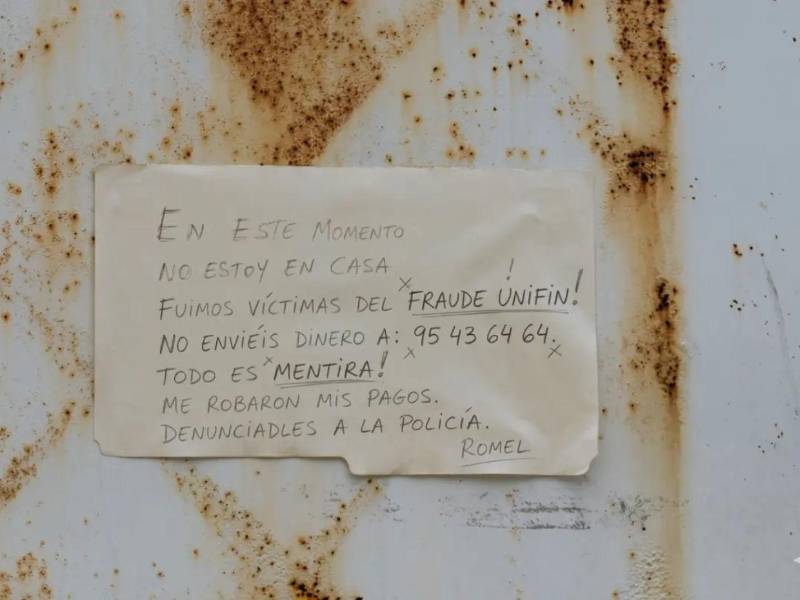 EN ESTE MOMENTO
NO ESTOY EN CASA
FUIMOS VÍCTIMAS DEL FRAUDE UNIFIN!
NO ENVIÉIS DINERO A: 95 43 64 64.
TODO ES MENTIRA!
ME ROBARON MIS PAGOS.
DENUNCIADLES A LA POLICÍA.
ROMEL